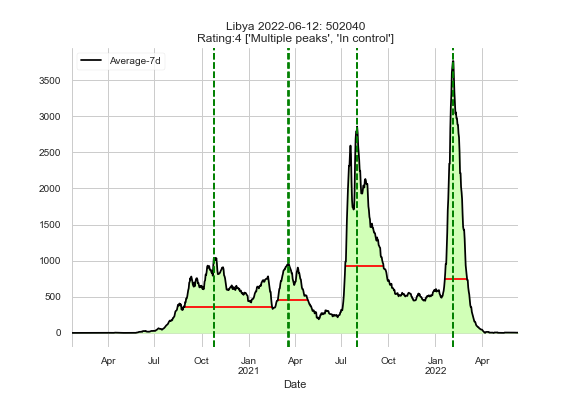 Libya 2022-06-12: 502040
Rating:4 ['Multiple peaks', 'In control']
Average-7d
3500
3000
2500
2000
1500
1000
500
0
Apr Jul Oct Jan Apr Jul Oct Jan Apr
2021 2022
Date